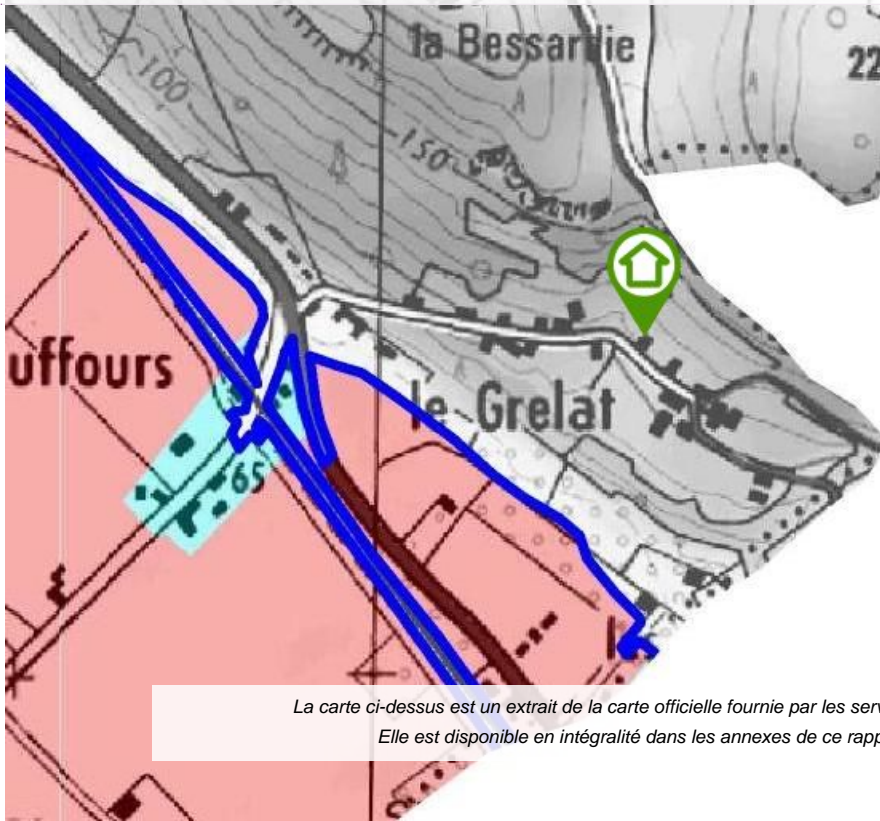 la Bessardie
22
100
150
uffours
le Grelat
65
La carte ci-dessus est un extrait de la carte officielle fournie par les serv
Elle est disponible en intégralité dans les annexes de ce rapp